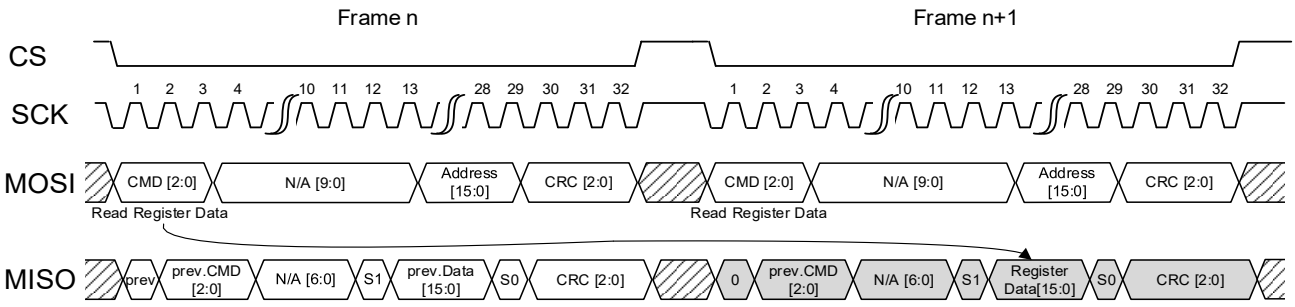 Frame n Frame n+1
CS
1 2 3 4 10 11 12 13 28 29 30 31 32 1 2 3 4 10 11 12 13 28 29 30 31 32
SCK
MOSI CMD [2:0] N/A [9:0] Address [15:0] CRC [2:0] CMD [2:0] N/A [9:0] Address [15:0] CRC [2:0]
Read Register Data Read Register Data
MISO prev prev.CMD [2:0] N/A [6:0] S1 prev.Data [15:0] S0 CRC [2:0] 0 prev.CMD [2:0] N/A [6:0] S1 Register Data[15:0] S0 CRC [2:0]